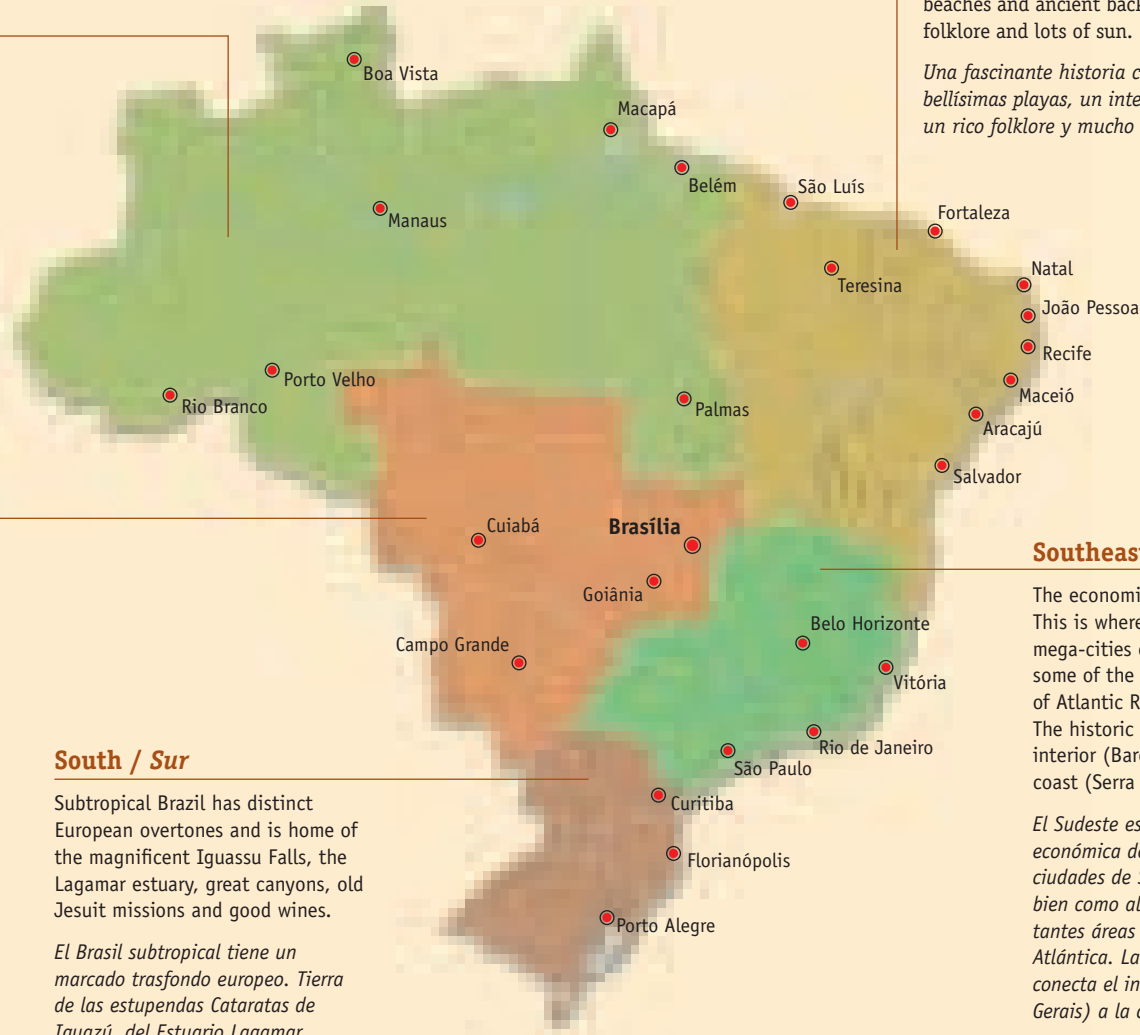 beaches and ancient back
folklore and lots of sun.
Una fascinante historia c
bellísimas playas, un inte
un rico folklore y mucho
Boa Vista
Macapá
Belém
São Luís
Fortaleza
Manaus
Teresina
Natal
João Pessoa
Recife
Maceió
Aracajú
Salvador
Porto Velho
Rio Branco
Palmas
Cuiabá
Brasília
Goiânia
Campo Grande
Belo Horizonte
Vitória
Rio de Janeiro
São Paulo
Curitiba
Florianópolis
Porto Alegre
Southeas
The economi
This is where
mega-cities
some of the
of Atlantic R
The historic
interior (Bar
coast (Serra
El Sudeste es
económica d
ciudades de
bien como al
tantes áreas
Atlántica. La
conecta el in
Gerais) a la
South / Sur
Subtropical Brazil has distinct
European overtones and is home of
the magnificent Iguassu Falls, the
Lagamar estuary, great canyons, old
Jesuit missions and good wines.
El Brasil subtropical tiene un
marcado trasfondo europeo. Tierra
de las estupendas Cataratas de
Iguazú, del Estuario Lagamar,